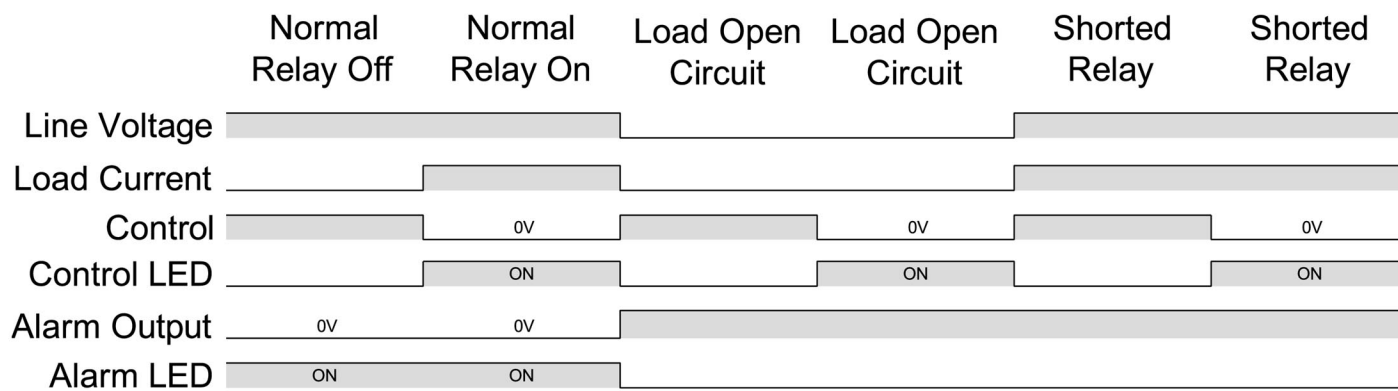 Normal Relay Off
Normal Relay On
Load Open Circuit
Load Open Circuit
Shorted Relay
Shorted Relay
Line Voltage
Load Current
Control
0V
0V
0V
Control LED
ON
ON
ON
Alarm Output
0V
0V
Alarm LED
ON
ON